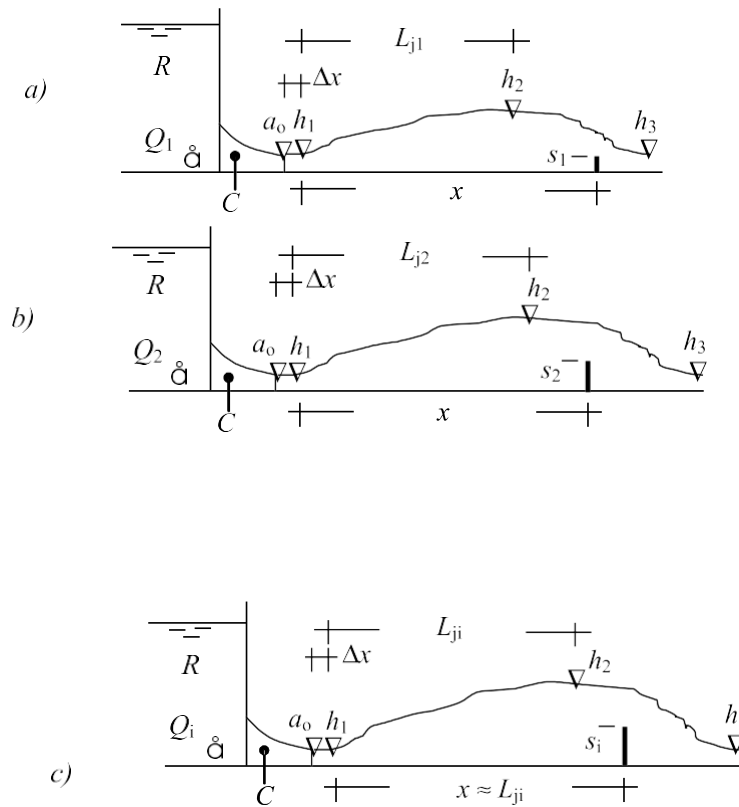 a)
R
L_j1
Δx
h_2
a_o h_1
h_3
Q_1 å
s_1
C
x
b)
R
L_j2
Δx
h_2
a_o h_1
h_3
Q_2 å
s_2
C
x
c)
R
L_ji
Δx
h_2
a_o h_1
h
Q_i å
s_i
C
x ≈ L_ji